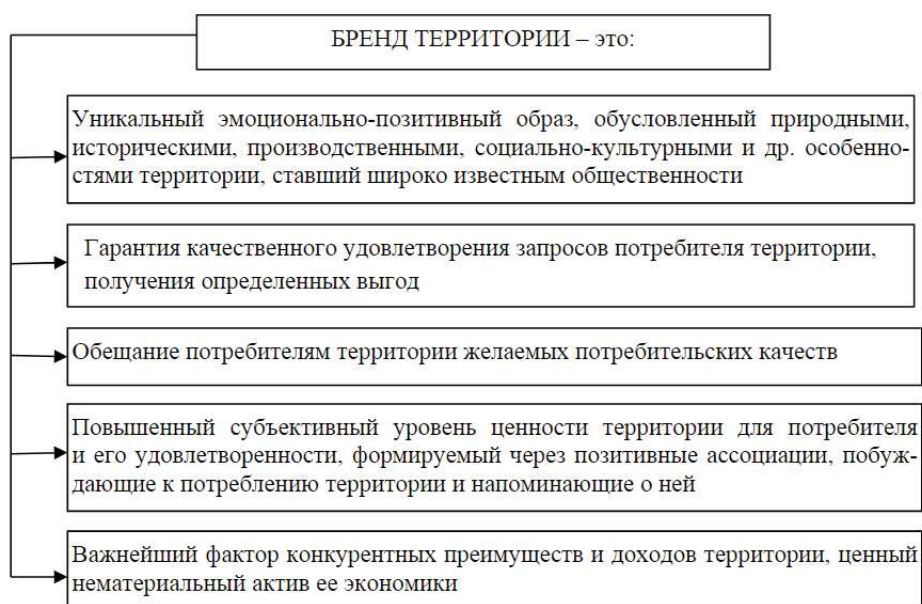 БРЕНД ТЕРРИТОРИИ – это:
Уникальный эмоционально-позитивный образ, обусловленный природными,
историческими, производственными, социально-культурными и др. особенно-
стями территории, ставший широко известным общественности
Гарантия качественного удовлетворения запросов потребителя территории,
получения определенных выгод
Обещание потребителям территории желаемых потребительских качеств
Повышенный субъективный уровень ценности территории для потребителя
и его удовлетворенности, формируемый через позитивные ассоциации, побуж-
дающие к потреблению территории и напоминающие о ней
Важнейший фактор конкурентных преимуществ и доходов территории, ценный
нематериальный актив ее экономики